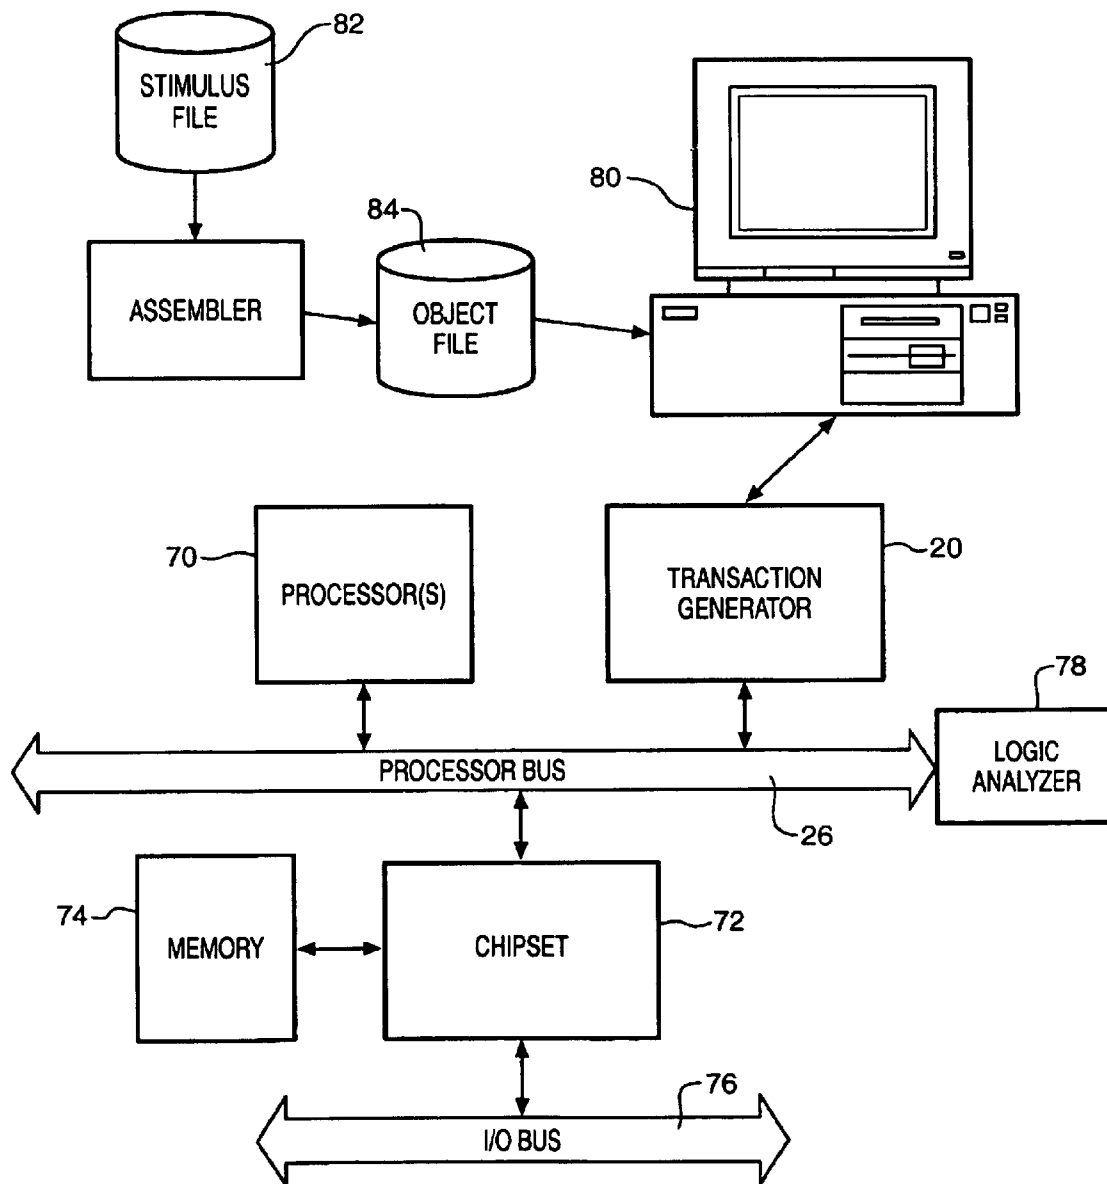 82
STIMULUS
FILE
80
84
ASSEMBLER
OBJECT
FILE
70
PROCESSOR(S)
20
TRANSACTION
GENERATOR
78
LOGIC
ANALYZER
PROCESSOR BUS
26
74
MEMORY
72
CHIPSET
76
I/O BUS